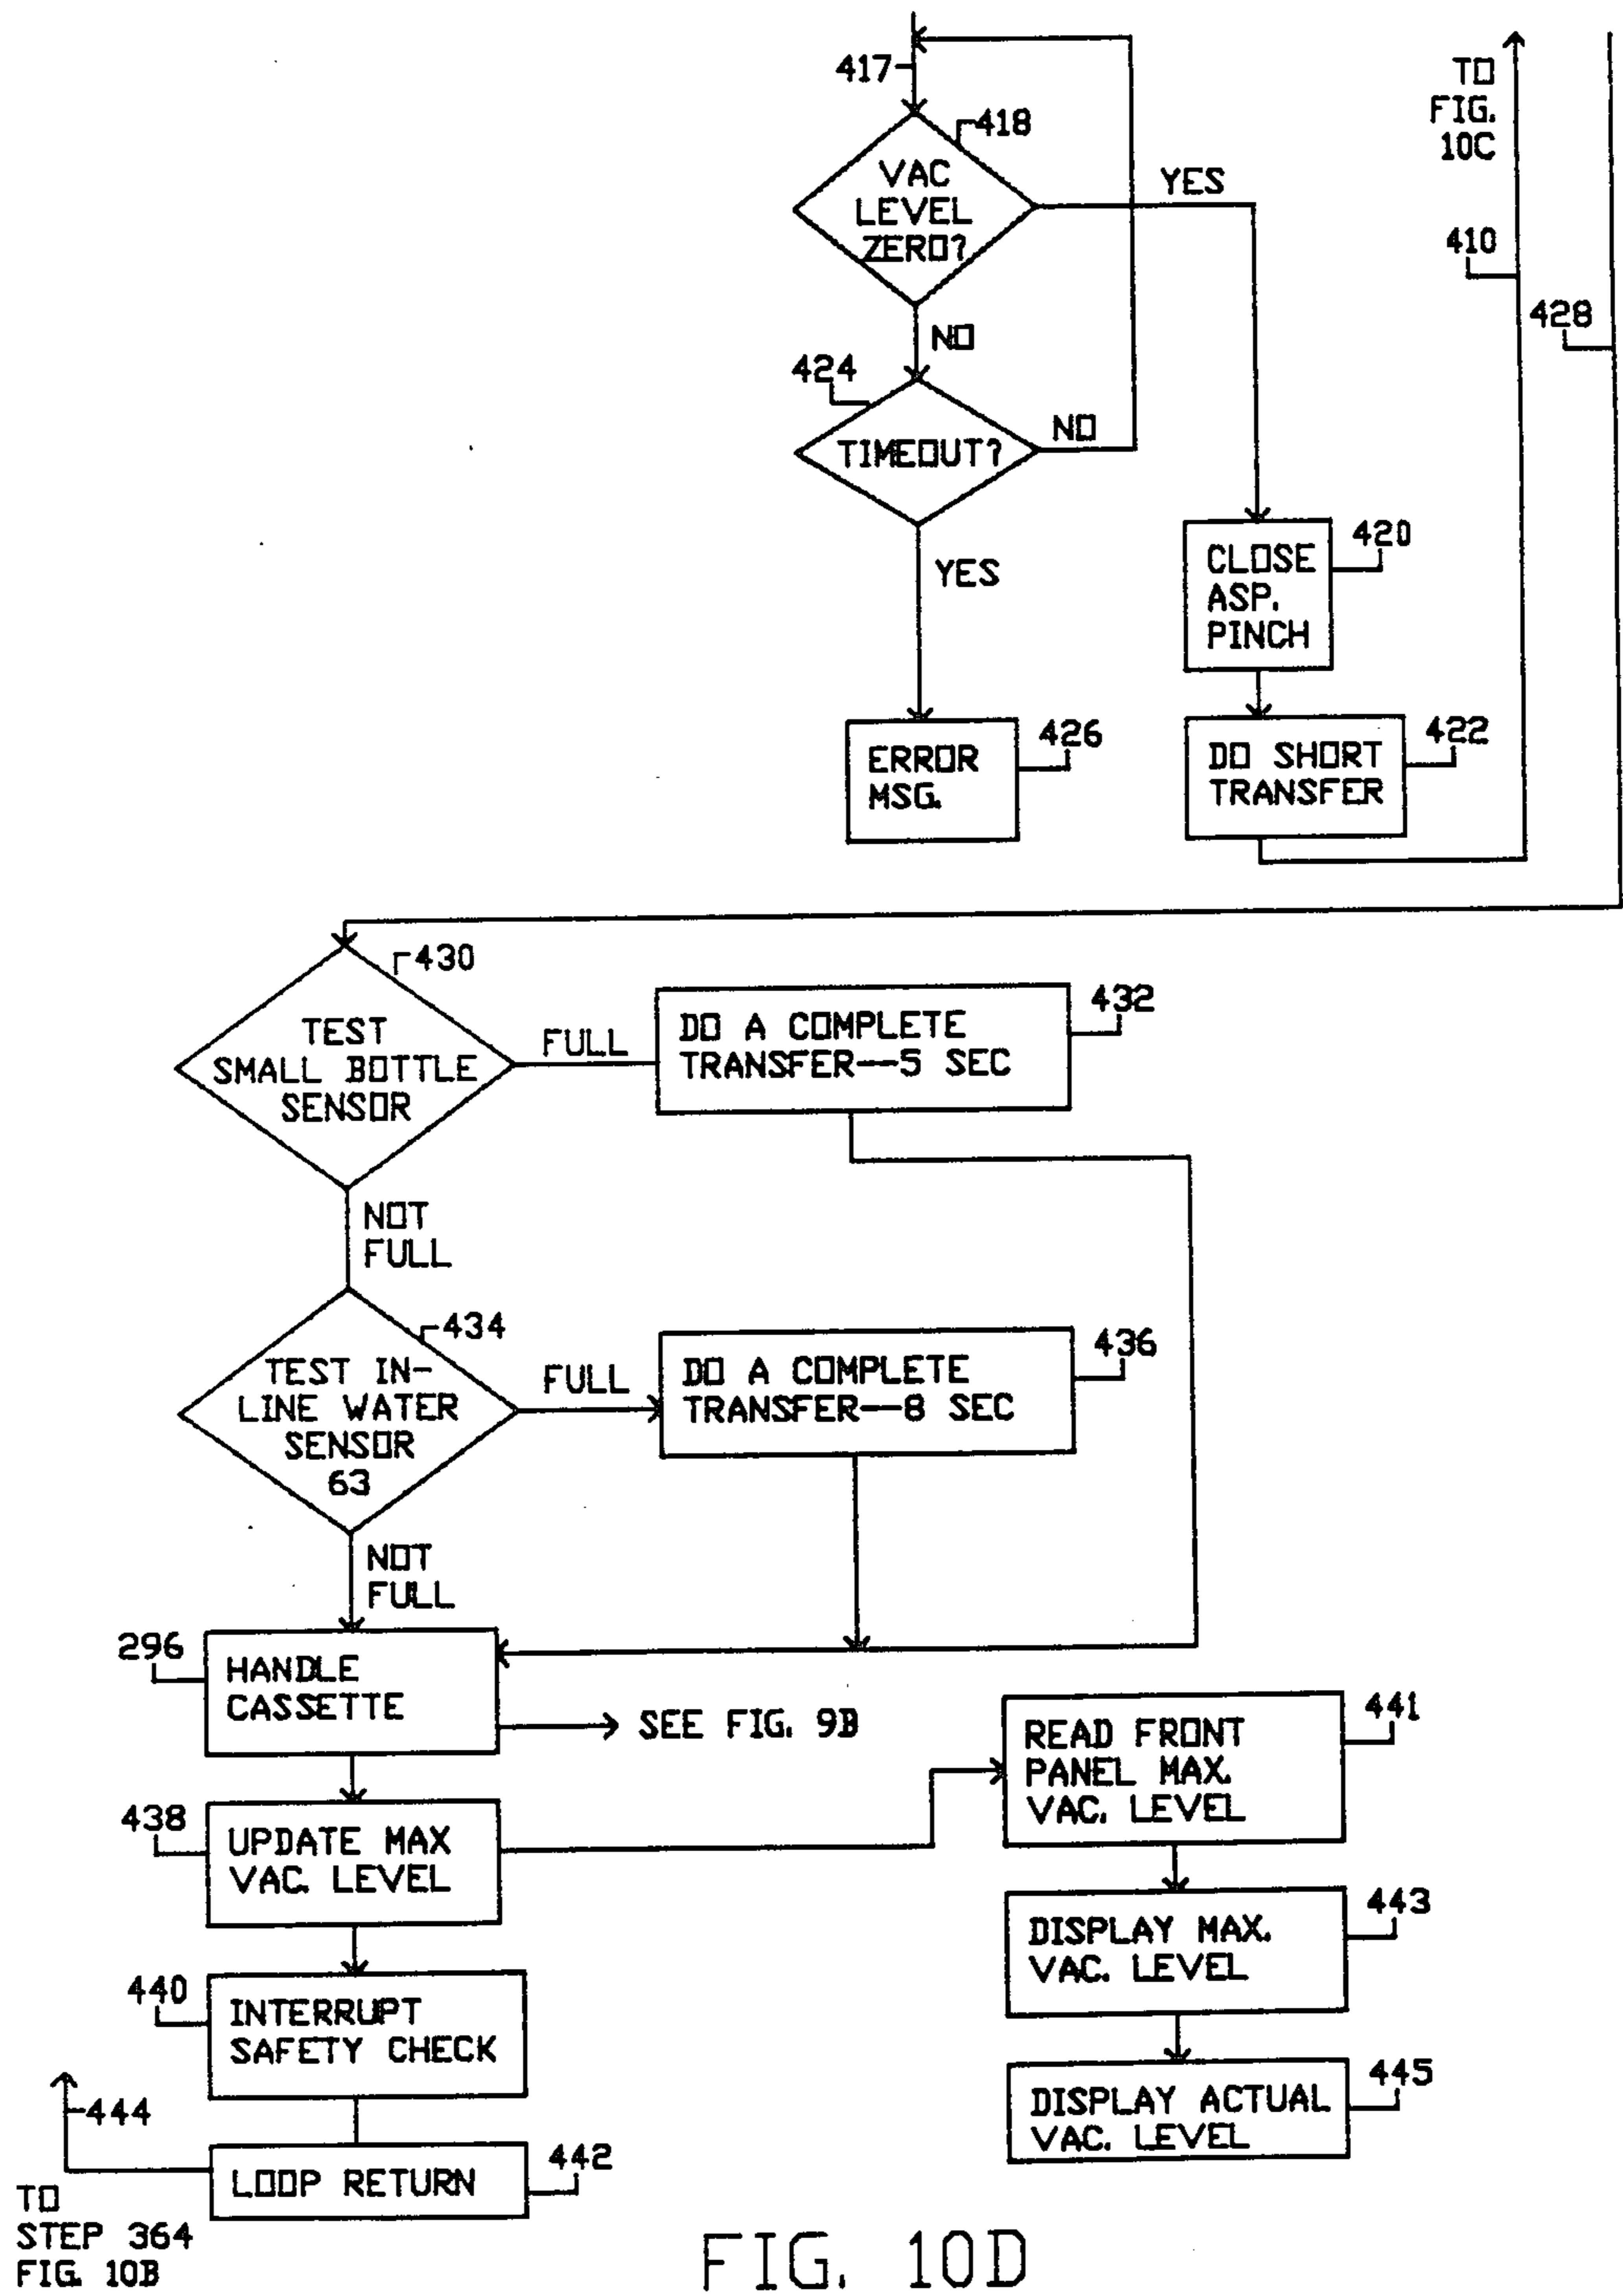 417
418
VAC
LEVEL
ZERO?
YES
NO
424
TIMEOUT?
NO
YES
ERROR
MSG.
426
CLOSE
ASP.
PINCH
420
DO SHORT
TRANSFER
422
TO
FIG.
10C
410
428
430
TEST
SMALL BOTTLE
SENSOR
FULL
DO A COMPLETE
TRANSFER--5 SEC
432
NOT
FULL
434
TEST IN-
LINE WATER
SENSOR
63
FULL
DO A COMPLETE
TRANSFER--8 SEC
436
NOT
FULL
296
HANDLE
CASSETTE
SEE FIG. 9B
438
UPDATE MAX
VAC. LEVEL
READ FRONT
PANEL MAX.
VAC. LEVEL
441
DISPLAY MAX.
VAC. LEVEL
443
DISPLAY ACTUAL
VAC. LEVEL
445
440
INTERRUPT
SAFETY CHECK
444
LOOP RETURN
442
TO
STEP 364
FIG. 10B
FIG. 10D